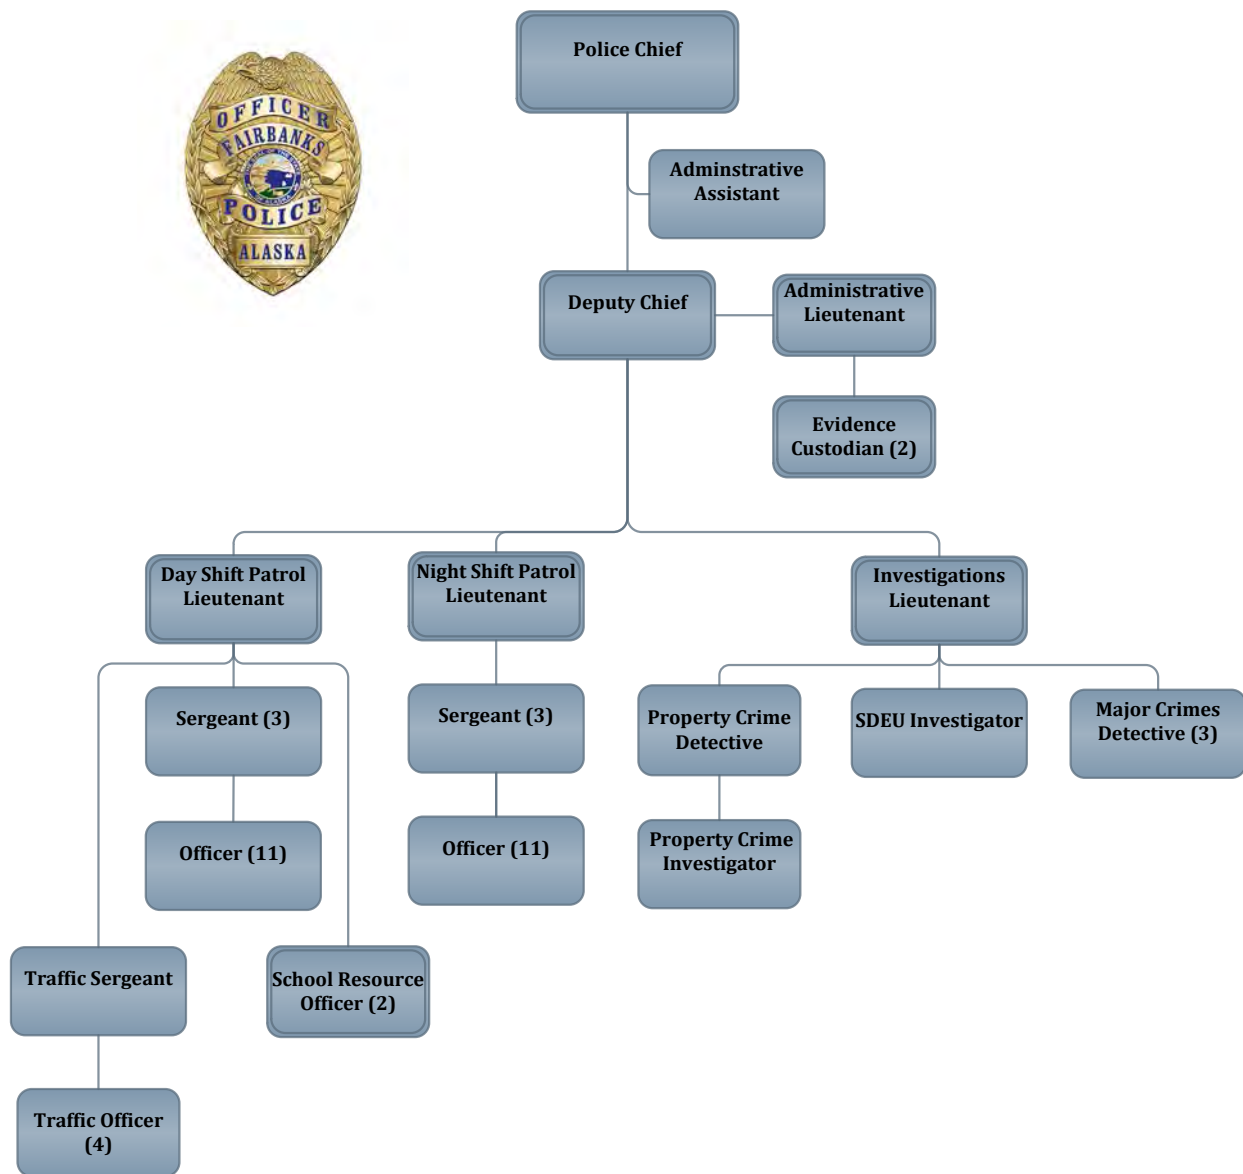 Police Chief
OFFICER
FAIRBANKS
POLICE
ALASKA
Adminstrative
Assistant
Deputy Chief
Administrative
Lieutenant
Evidence
Custodian (2)
Day Shift Patrol
Lieutenant
Night Shift Patrol
Lieutenant
Investigations
Lieutenant
Sergeant (3)
Sergeant (3)
Property Crime
Detective
SDEU Investigator
Major Crimes
Detective (3)
Officer (11)
Officer (11)
Property Crime
Investigator
Traffic Sergeant
School Resource
Officer (2)
Traffic Officer
(4)